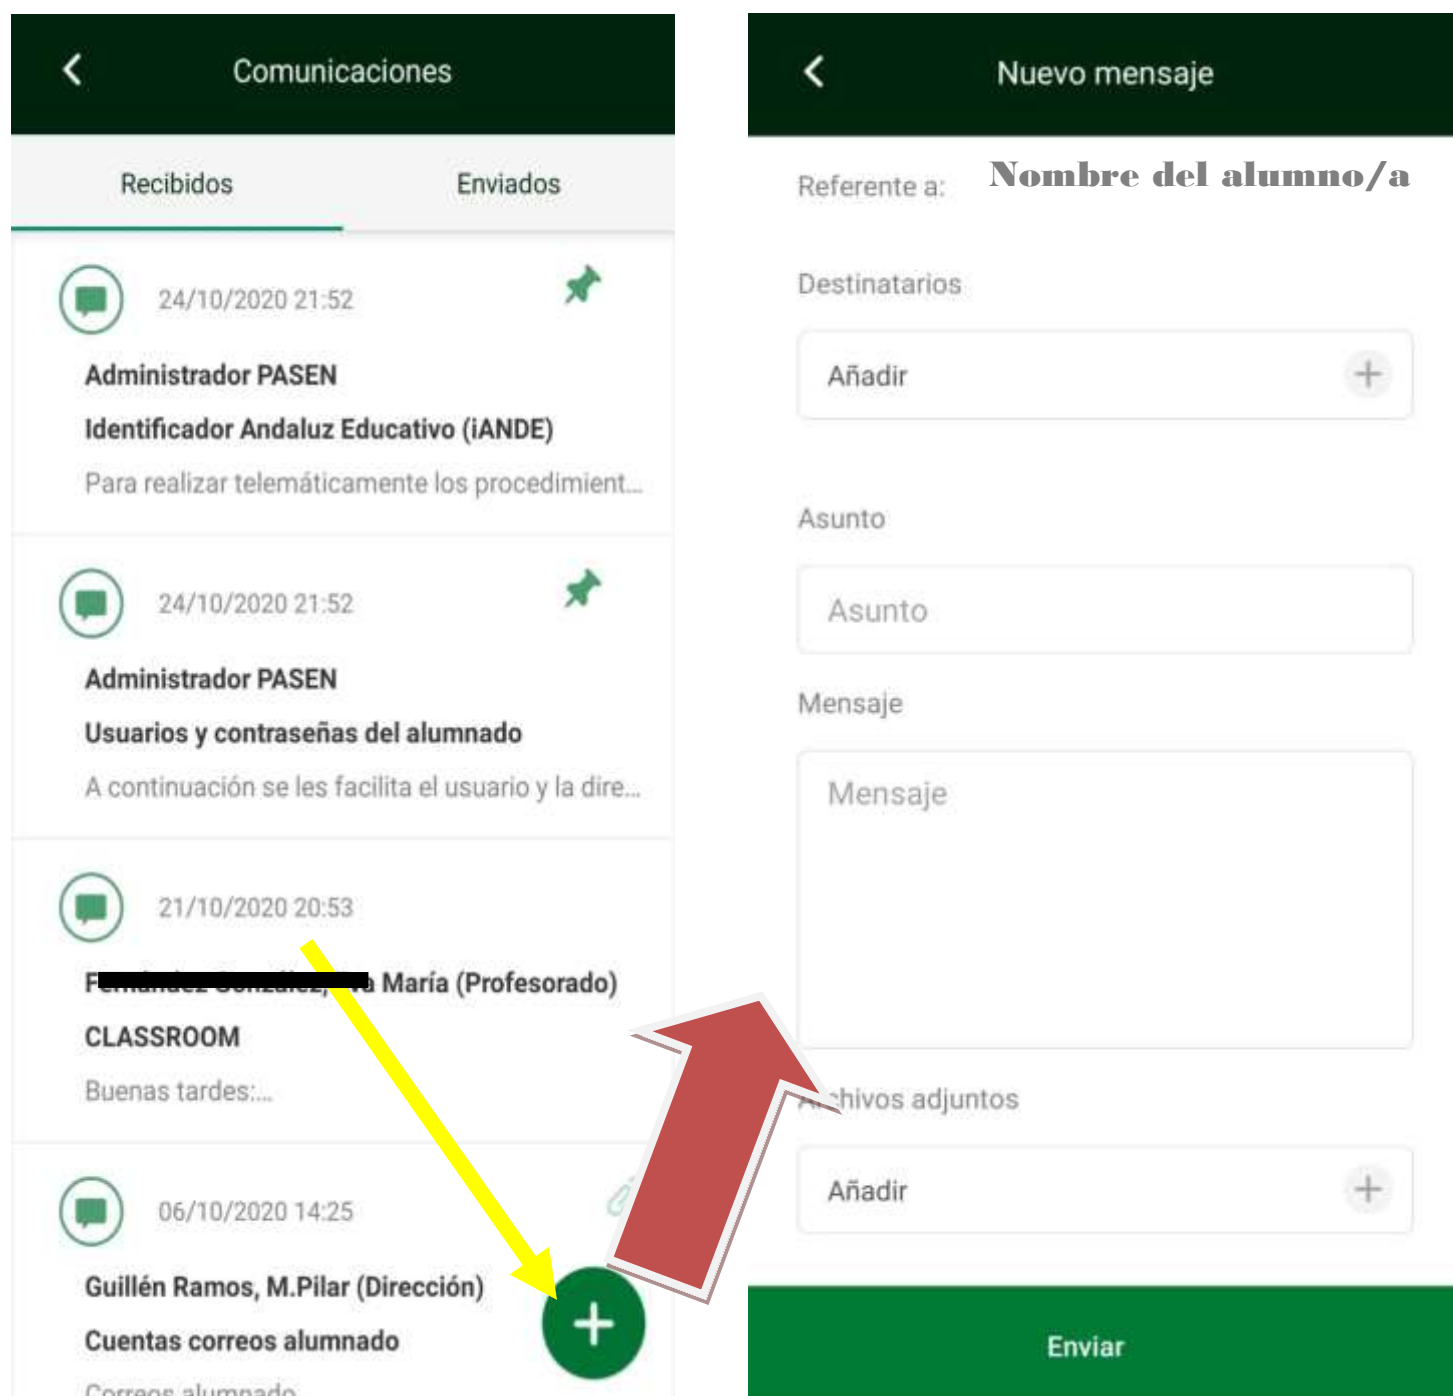 Comunicaciones
Recibidos
Enviados
24/10/2020 21:52
Administrador PASEN
Identificador Andaluz Educativo (iANDE)
Para realizar telemáticamente los procedimient...
24/10/2020 21:52
Administrador PASEN
Usuarios y contraseñas del alumnado
A continuación se les facilita el usuario y la dire...
21/10/2020 20:53
María (Profesorado)
CLASSROOM
Buenas tardes:...
06/10/2020 14:25
Guillén Ramos, M.Pilar (Dirección)
Cuentas correos alumnado
Correos alumnado
Nuevo mensaje
Referente a: Nombre del alumno/a
Destinatarios
Añadir
Asunto
Asunto
Mensaje
Mensaje
Archivos adjuntos
Añadir
Enviar